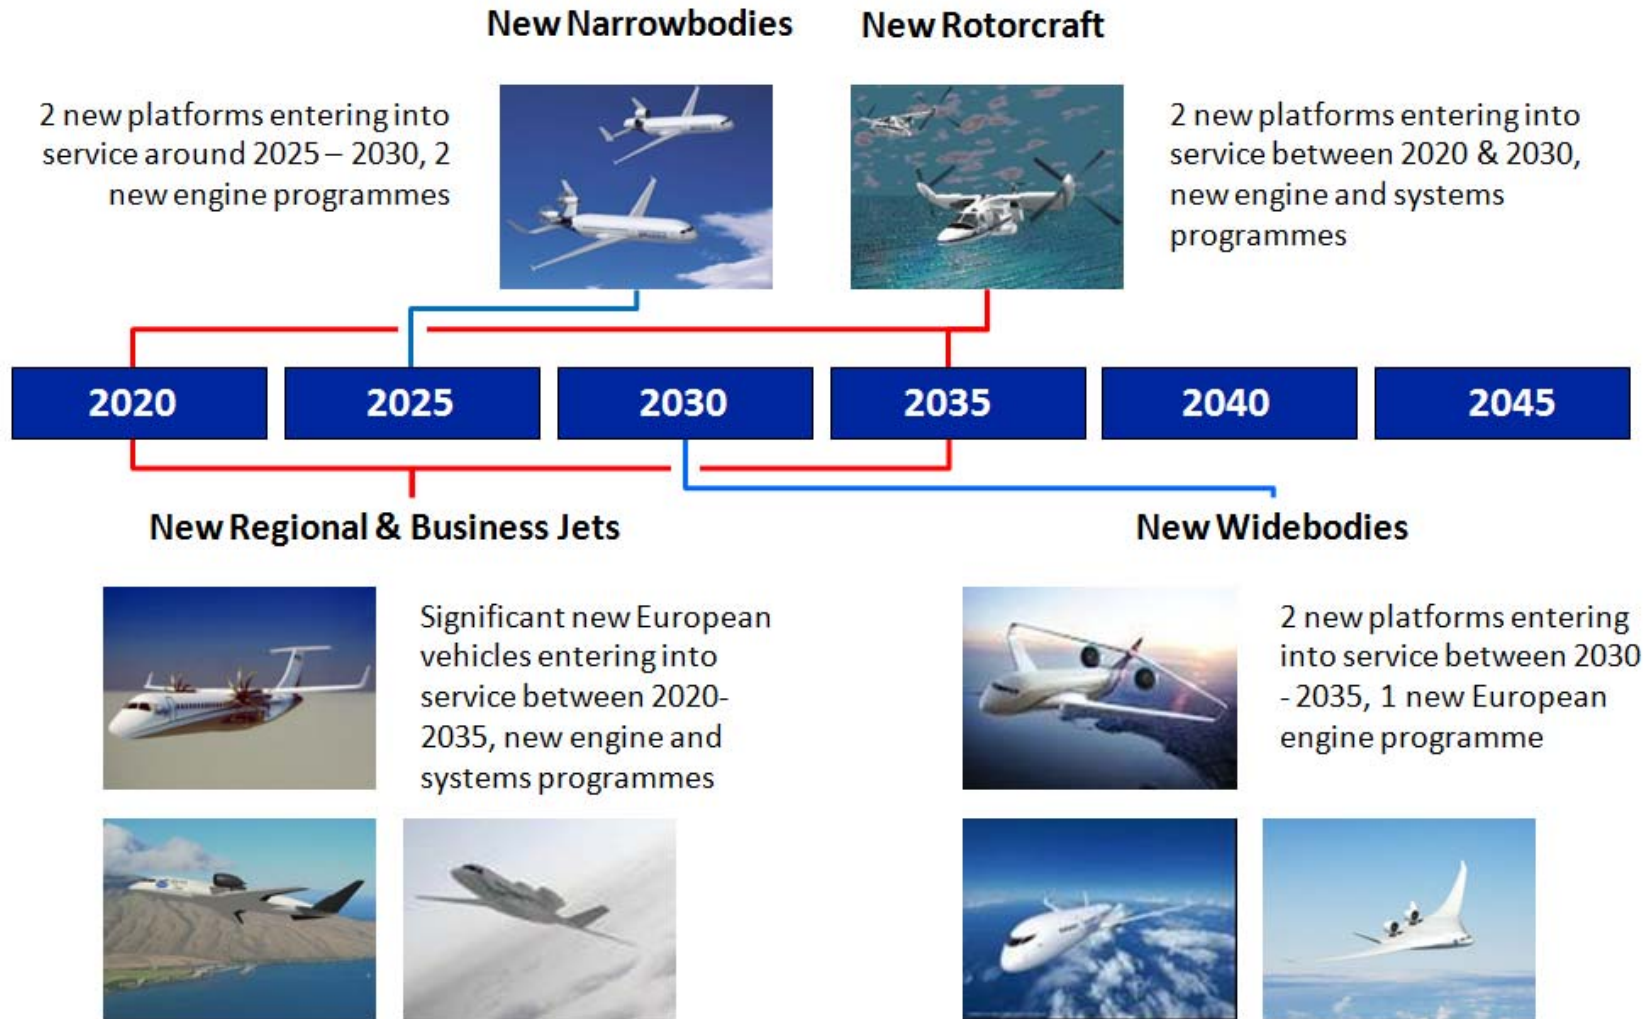 New Narrowbodies
New Rotorcraft
2 new platforms entering into
service around 2025 – 2030, 2
new engine programmes
2 new platforms entering into
service between 2020 & 2030,
new engine and systems
programmes
2020
2025
2030
2035
2040
2045
New Regional & Business Jets
New Widebodies
Significant new European
vehicles entering into
service between 2020-
2035, new engine and
systems programmes
2 new platforms entering
into service between 2030
- 2035, 1 new European
engine programme